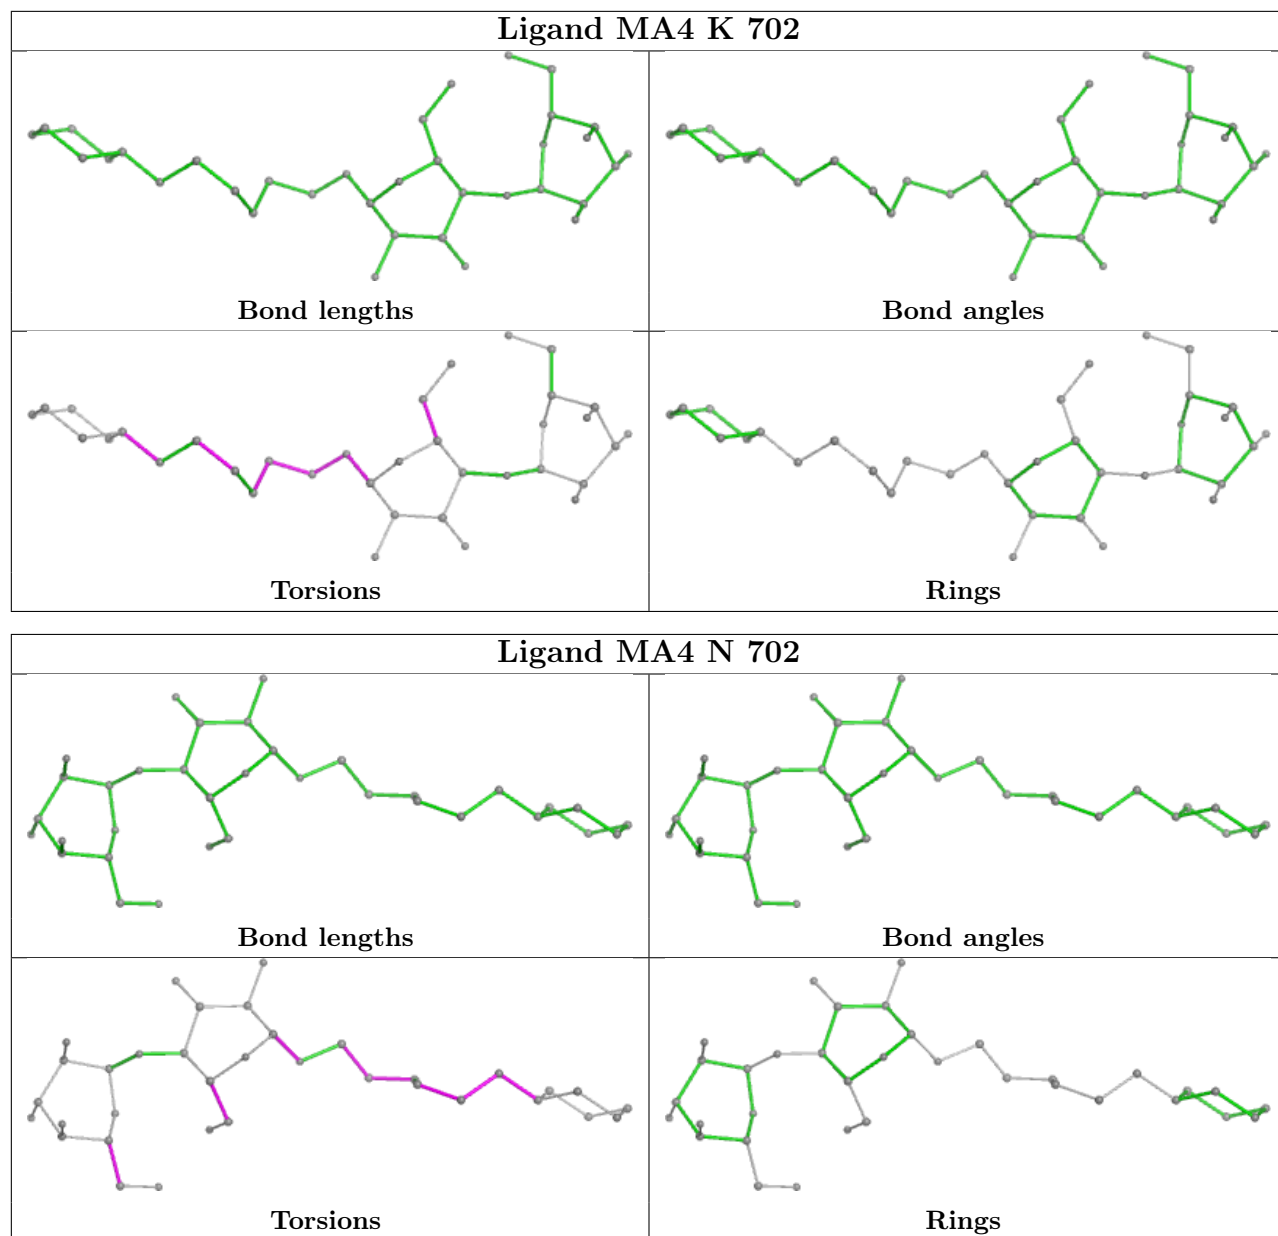 Ligand MA4 K 702
Bond lengths
Bond angles
Torsions
Rings
Ligand MA4 N 702
Bond lengths
Bond angles
Torsions
Rings